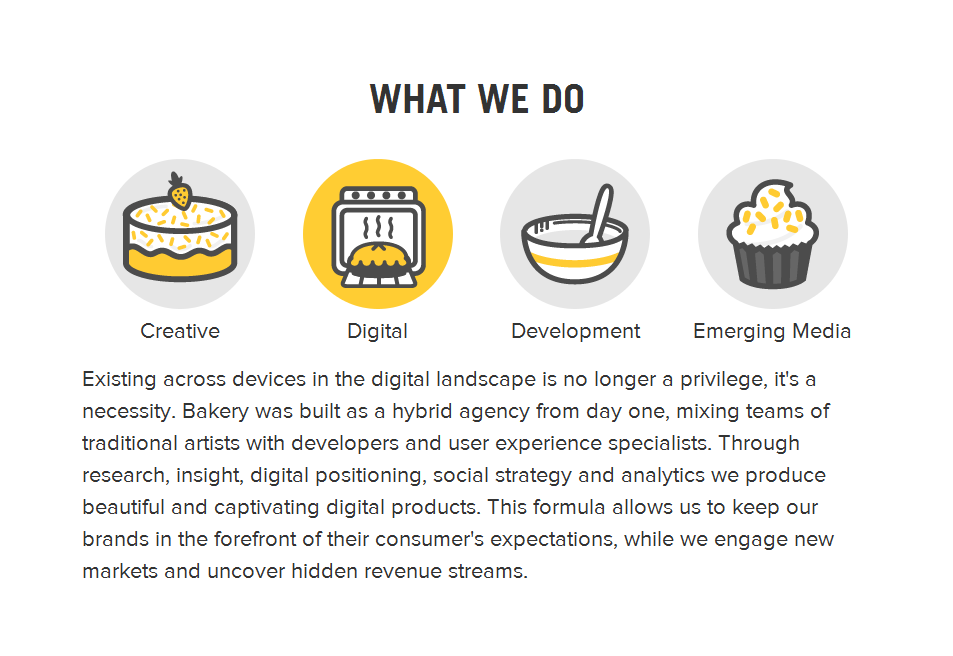 WHAT WE DO
Creative
Digital
Development
Emerging Media
Existing across devices in the digital landscape is no longer a privilege, it's a
necessity. Bakery was built as a hybrid agency from day one, mixing teams of
traditional artists with developers and user experience specialists. Through
research, insight, digital positioning, social strategy and analytics we produce
beautiful and captivating digital products. This formula allows us to keep our
brands in the forefront of their consumer's expectations, while we engage new
markets and uncover hidden revenue streams.